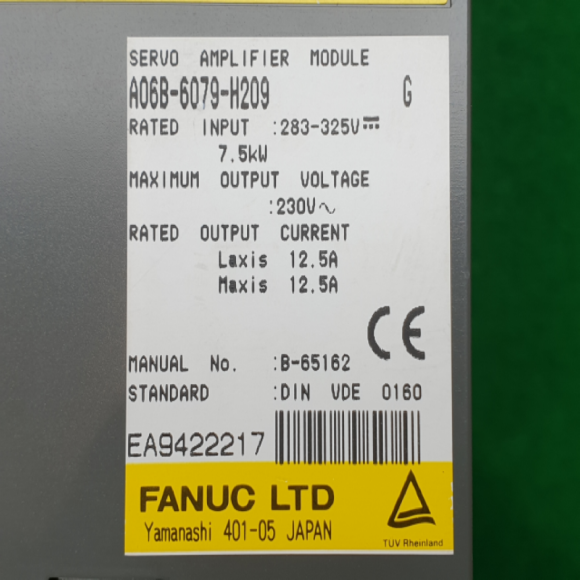 SERVO AMPLIFIER MODULE
A06B-6079-H209 G
RATED INPUT :283-325V⎓
7.5kW
MAXIMUM OUTPUT VOLTAGE
:230V∿
RATED OUTPUT CURRENT
Laxis 12.5A
Maxis 12.5A
CE
MANUAL No. :B-65162
STANDARD :DIN VDE 0160
EA9422217
FANUC LTD
Yamanashi 401-05 JAPAN
TUV Rheinland